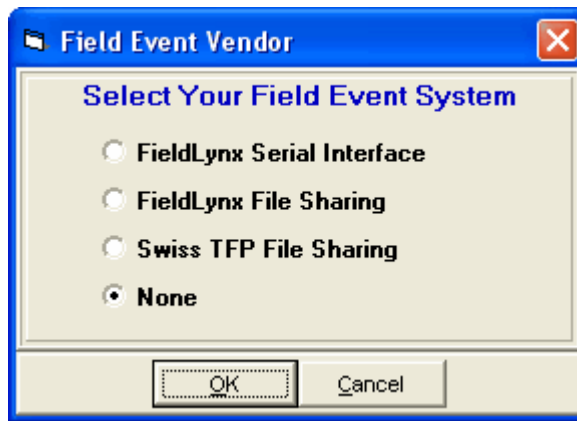 Field Event Vendor
Select Your Field Event System
FieldLynx Serial Interface
FieldLynx File Sharing
Swiss TFP File Sharing
None
OK Cancel